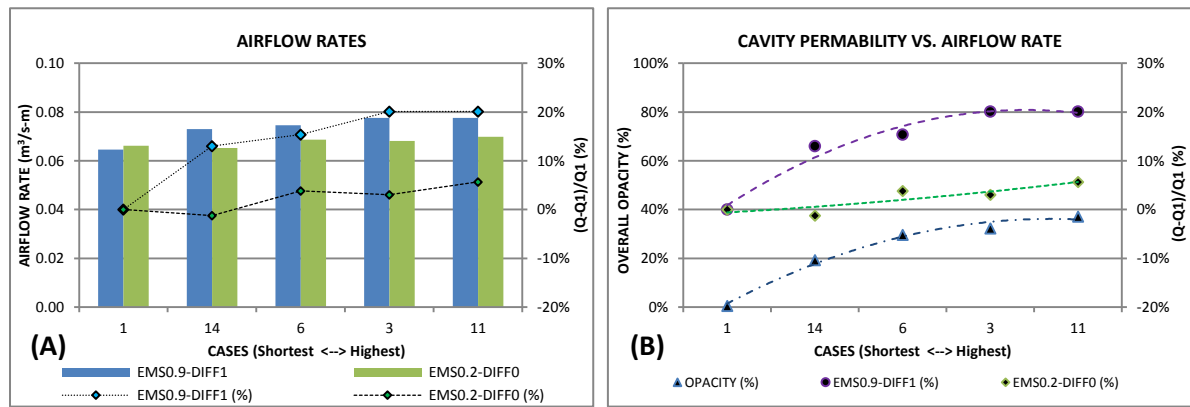 AIRFLOW RATES
AIRFLOW RATE (m³/s-m)
0.10
0.08
0.06
0.04
0.02
0.00
30%
20%
10%
0%
-10%
-20%
(Q-Q1)/Q1 (%)
1 14 6 3 11
CASES (Shortest <--> Highest)
(A)
EMS0.9-DIFF1 EMS0.2-DIFF0
EMS0.9-DIFF1 (%) EMS0.2-DIFF0 (%)
CAVITY PERMABILITY VS. AIRFLOW RATE
OVERALL OPACITY (%)
100%
80%
60%
40%
20%
0%
30%
20%
10%
0%
-10%
-20%
(Q-Q1)/Q1 (%)
1 14 6 3 11
CASES (Shortest <--> Highest)
(B)
OPACITY (%) EMS0.9-DIFF1 (%) EMS0.2-DIFF0 (%)